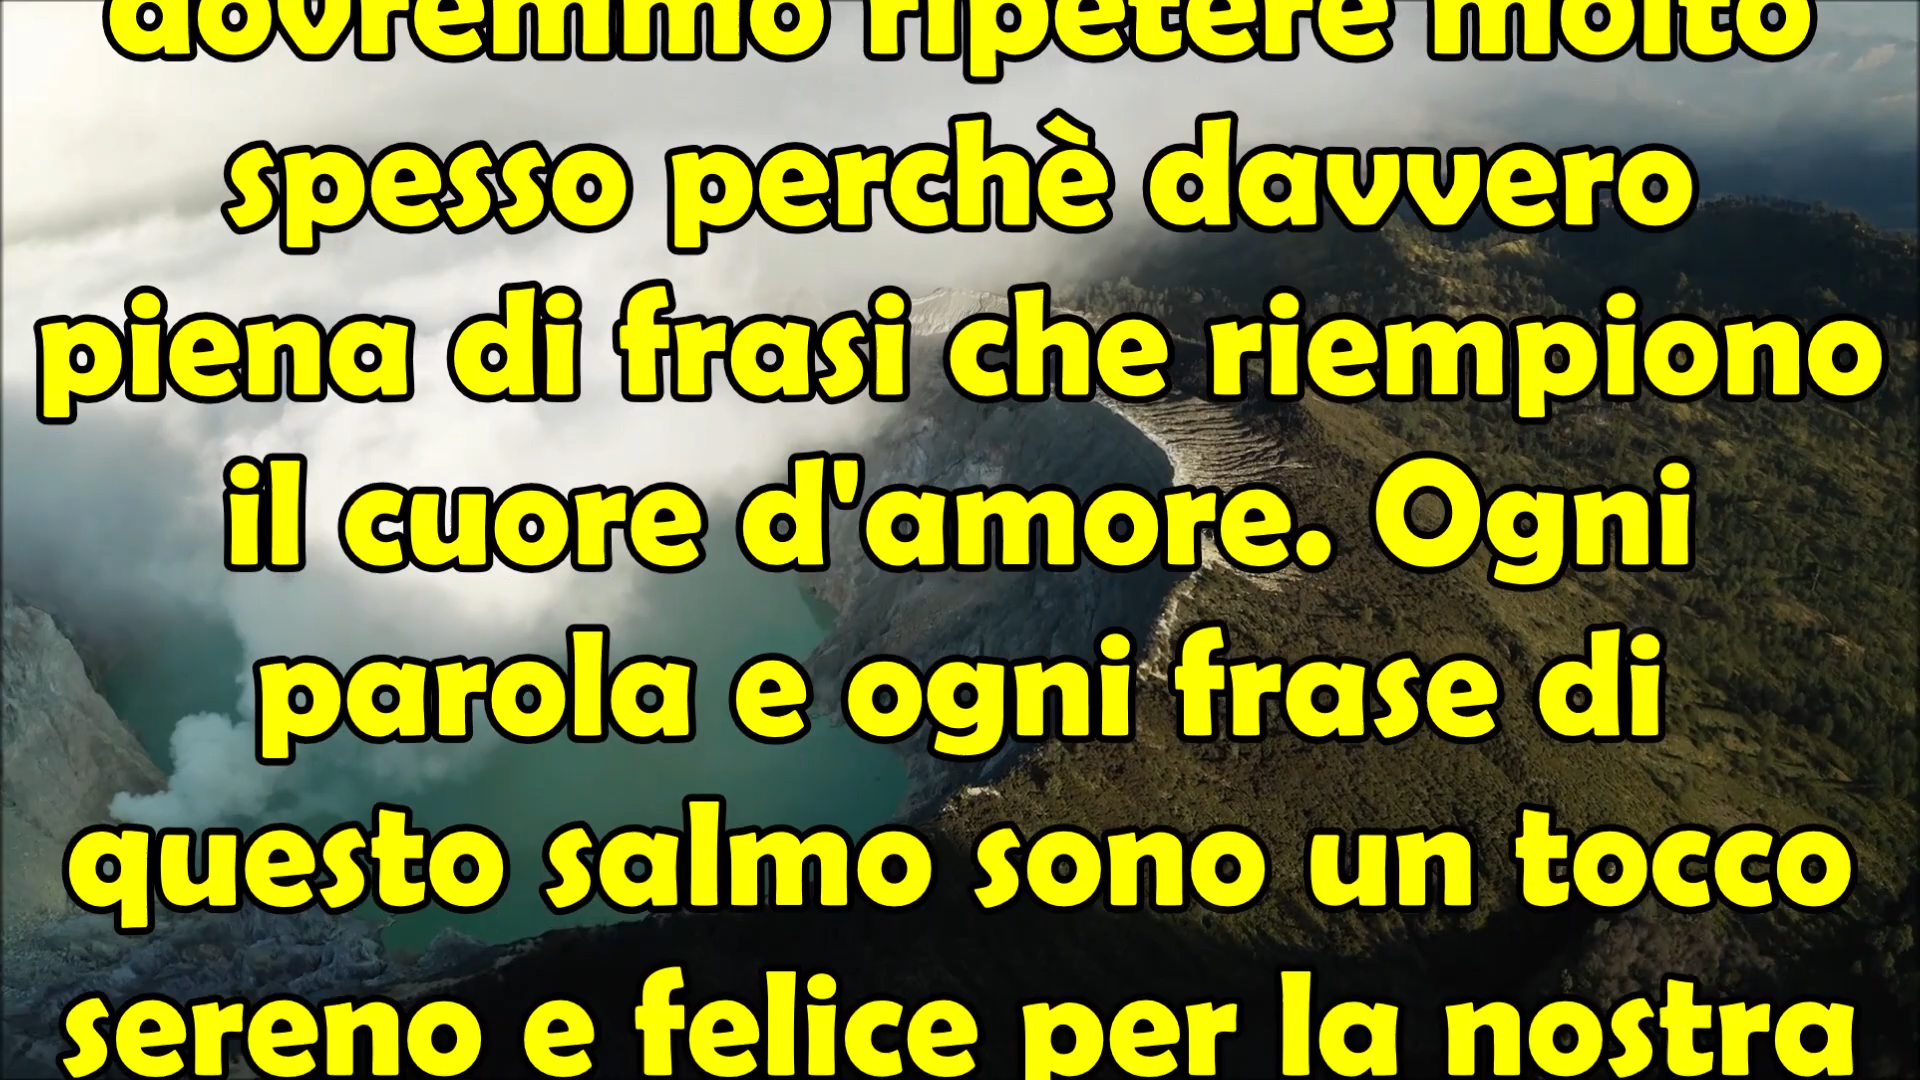 dovremmo ripetere molto
spesso perchè davvero
piena di frasi che riempiono
il cuore d'amore. Ogni
parola e ogni frase di
questo salmo sono un tocco
sereno e felice per la nostra